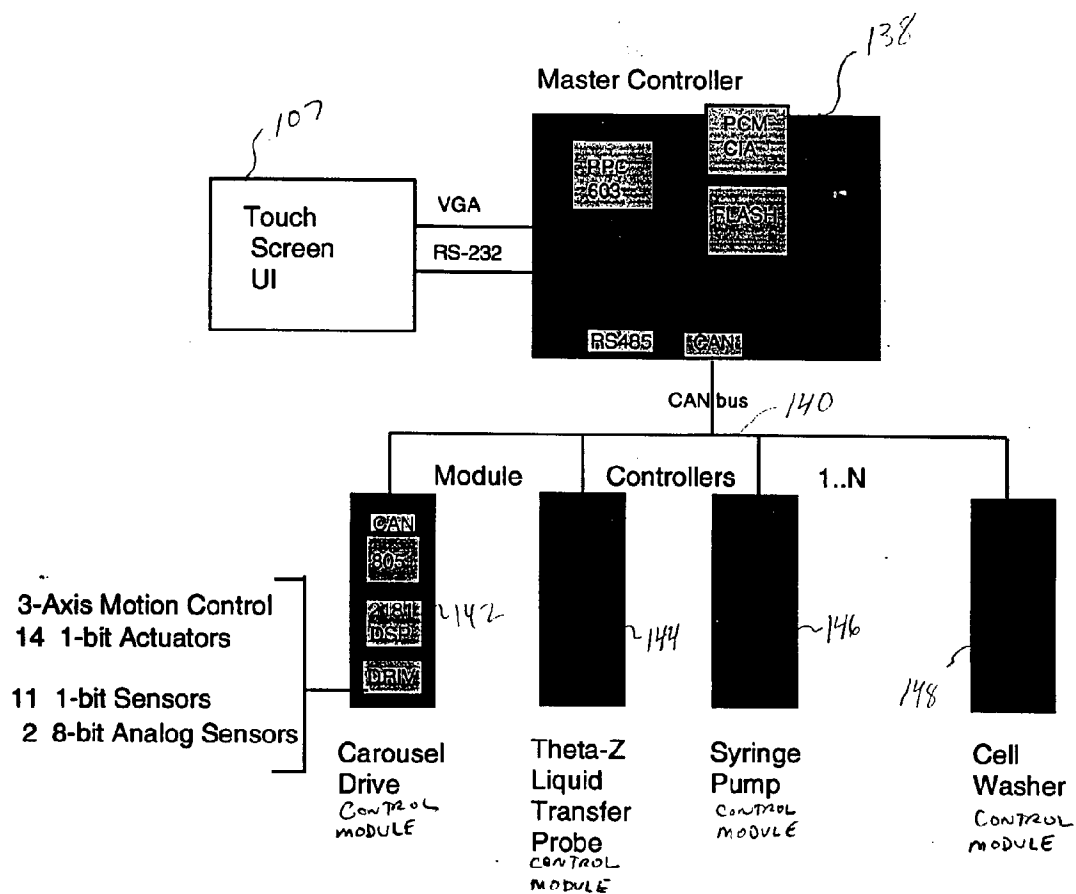 138
Master Controller
107
PCM
CIA
PPC
603
FLASH
VGA
RS-232
Touch
Screen
UI
RS485
CAN
CAN bus
140
Module Controllers 1..N
CAN
8051
2181
DSP
DRIM
142
144
146
148
3-Axis Motion Control
14 1-bit Actuators
11 1-bit Sensors
2 8-bit Analog Sensors
Carousel
Drive
CONTROL
MODULE
Theta-Z
Liquid
Transfer
Probe
CONTROL
MODULE
Syringe
Pump
CONTROL
MODULE
Cell
Washer
CONTROL
MODULE